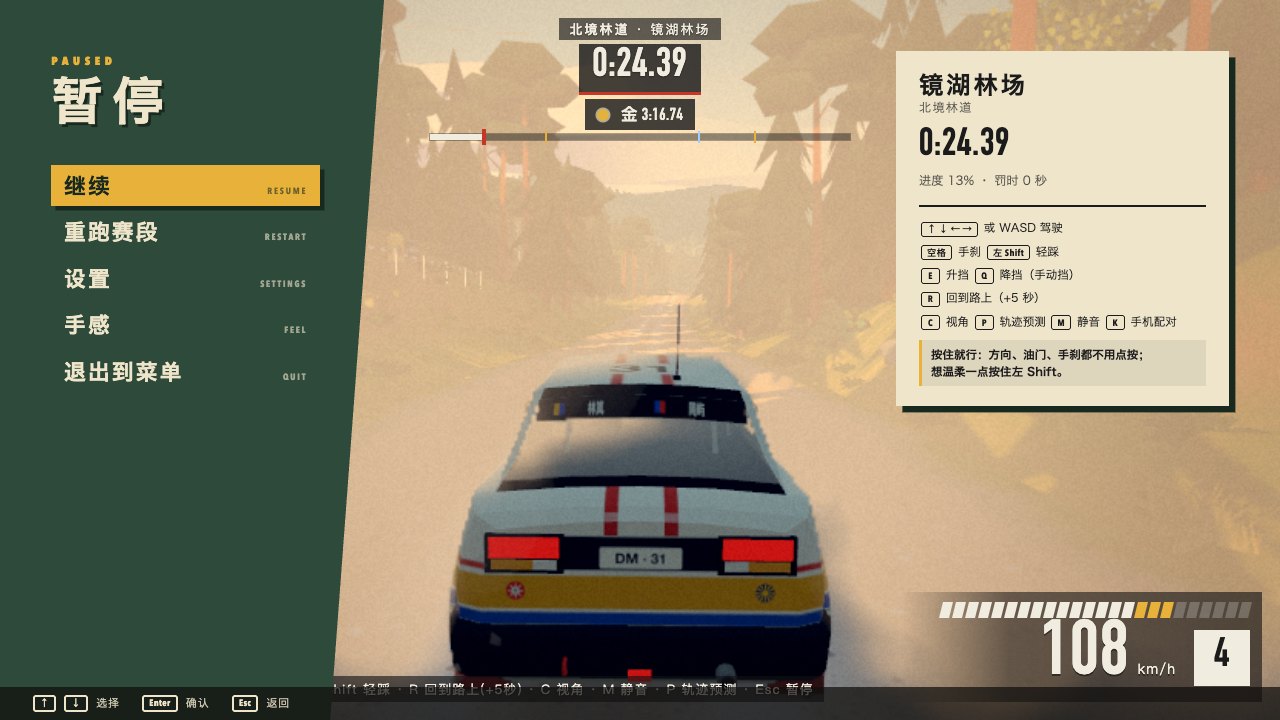 PAUSED
暂停
继续 RESUME
重跑赛段 RESTART
设置 SETTINGS
手感 FEEL
退出到菜单 QUIT
北境林道 · 镜湖林场
0:24.39
金 3:16.74
镜湖林场
北境林道
0:24.39
进度 13% · 罚时 0 秒
↑ ↓ ← → 或 WASD 驾驶
空格 手刹 左 Shift 轻踩
E 升挡 Q 降挡（手动挡）
R 回到路上（+5 秒）
C 视角 P 轨迹预测 M 静音 K 手机配对
按住就行：方向、油门、手刹都不用点按；
想温柔一点按住左 Shift。
DM · 31
108 km/h
4
hift 轻踩 · R 回到路上(+5秒) · C 视角 · M 静音 · P 轨迹预测 · Esc 暂停
↑ ↓ 选择 Enter 确认 Esc 返回